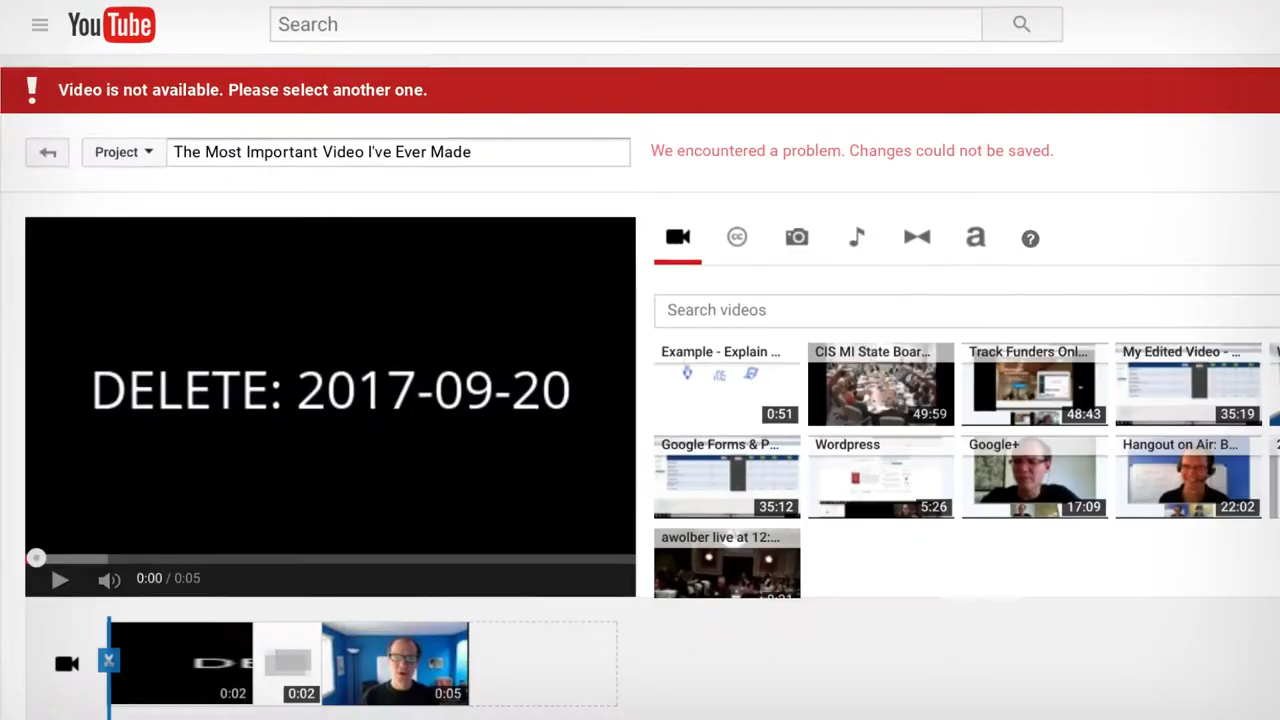 YouTube
Search
Video is not available. Please select another one.
Project
The Most Important Video I've Ever Made
We encountered a problem. Changes could not be saved.
DELETE: 2017-09-20
0:00 / 0:05
cc
a
?
Search videos
Example - Explain ...
CIS MI State Boar...
Track Funders Onl...
My Edited Video - ...
0:51
49:59
48:43
35:19
Google Forms & P...
Wordpress
Google+
Hangout on Air: B...
35:12
5:26
17:09
22:02
awolber live at 12:...
DE
0:02
0:02
0:05